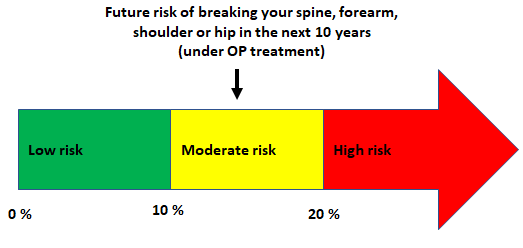 Future risk of breaking your spine, forearm,
shoulder or hip in the next 10 years
(under OP treatment)
Low risk
Moderate risk
High risk
0 %
10 %
20 %